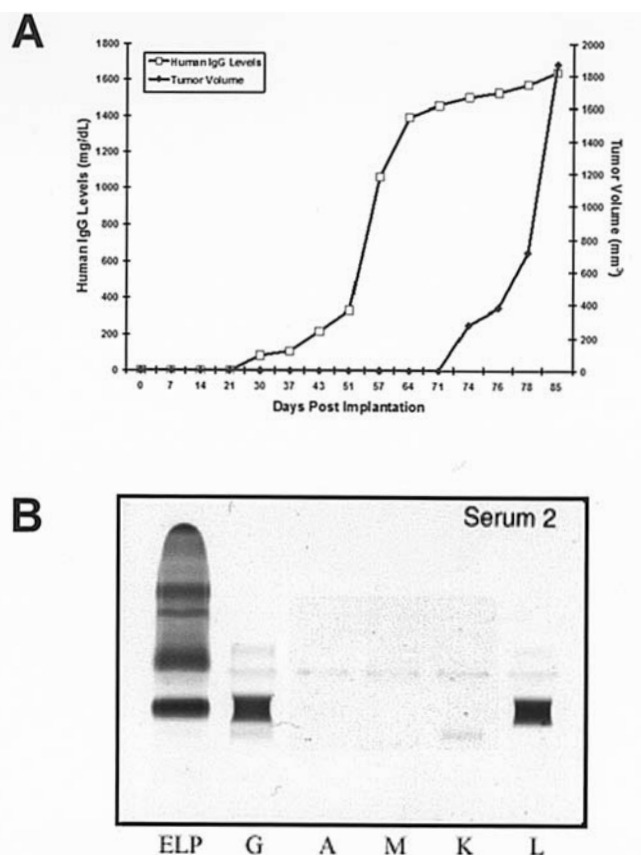 A
1800
1600
1400
1200
1000
800
600
400
200
0
Human IgG Levels (mg/dL)
Human IgG Levels
Tumor Volume
2000
1800
1600
1400
1200
1000
800
600
400
200
0
Tumor Volume (mm³)
0 7 14 21 30 37 43 51 57 64 71 74 76 78 85
Days Post Implantation
B
Serum 2
ELP G A M K L